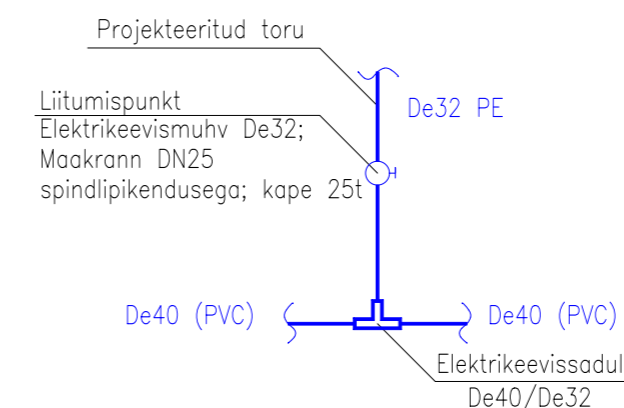 Projekteeritud toru
Liitumispunkt
Elektrikeevismuhv De32;
Maakrann DN25
spindlipikendusega; kape 25t
De32 PE
De40 (PVC)
De40 (PVC)
Elektrikeevissadul
De40/De32